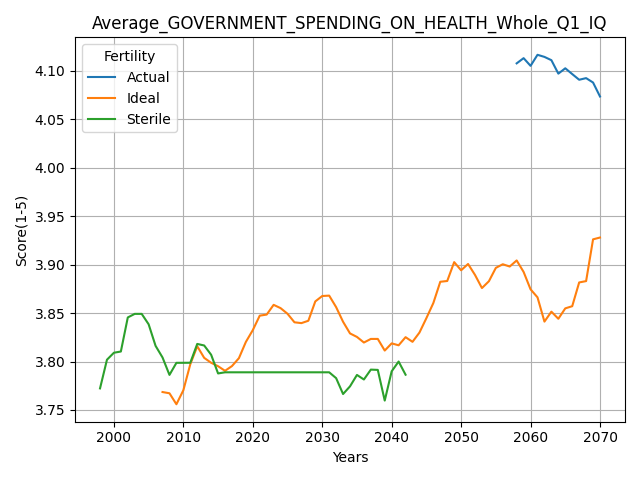 Average_GOVERNMENT_SPENDING_ON_HEALTH_Whole_Q1_IQ
Fertility
Actual
Ideal
Sterile
Score(1-5)
4.10
4.05
4.00
3.95
3.90
3.85
3.80
3.75
2000 2010 2020 2030 2040 2050 2060 2070
Years